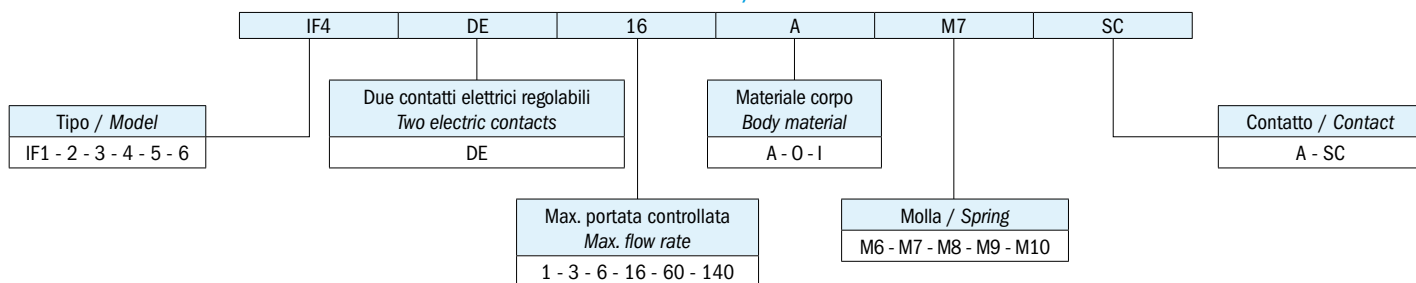 IF4 DE 16 A M7 SC
Due contatti elettrici regolabili
Two electric contacts
DE
Materiale corpo
Body material
A - O - I
Tipo / Model
IF1 - 2 - 3 - 4 - 5 - 6
Contatto / Contact
A - SC
Max. portata controllata
Max. flow rate
1 - 3 - 6 - 16 - 60 - 140
Molla / Spring
M6 - M7 - M8 - M9 - M10